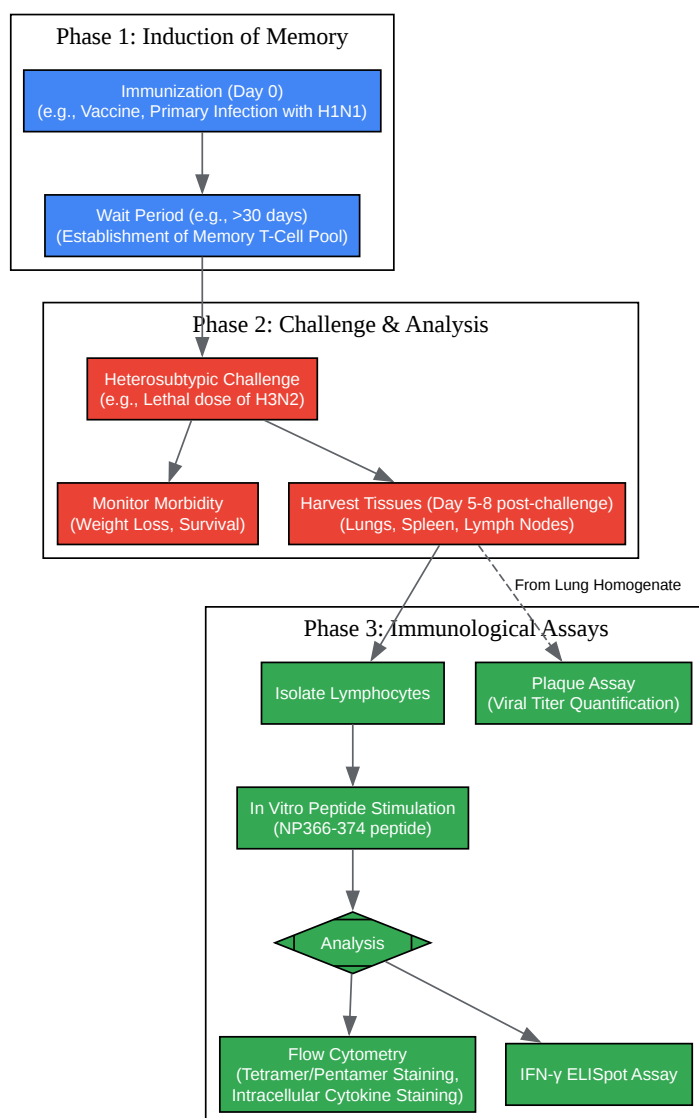 Phase 1: Induction of Memory
Immunization (Day 0)
(e.g., Vaccine, Primary Infection with H1N1)
Wait Period (e.g., >30 days)
(Establishment of Memory T-Cell Pool)
Phase 2: Challenge & Analysis
Heterosubtypic Challenge
(e.g., Lethal dose of H3N2)
Monitor Morbidity
(Weight Loss, Survival)
Harvest Tissues (Day 5-8 post-challenge)
(Lungs, Spleen, Lymph Nodes)
From Lung Homogenate
Phase 3: Immunological Assays
Isolate Lymphocytes
Plaque Assay
(Viral Titer Quantification)
In Vitro Peptide Stimulation
(NP366-374 peptide)
Analysis
Flow Cytometry
(Tetramer/Pentamer Staining,
Intracellular Cytokine Staining)
IFN-γ ELISpot Assay